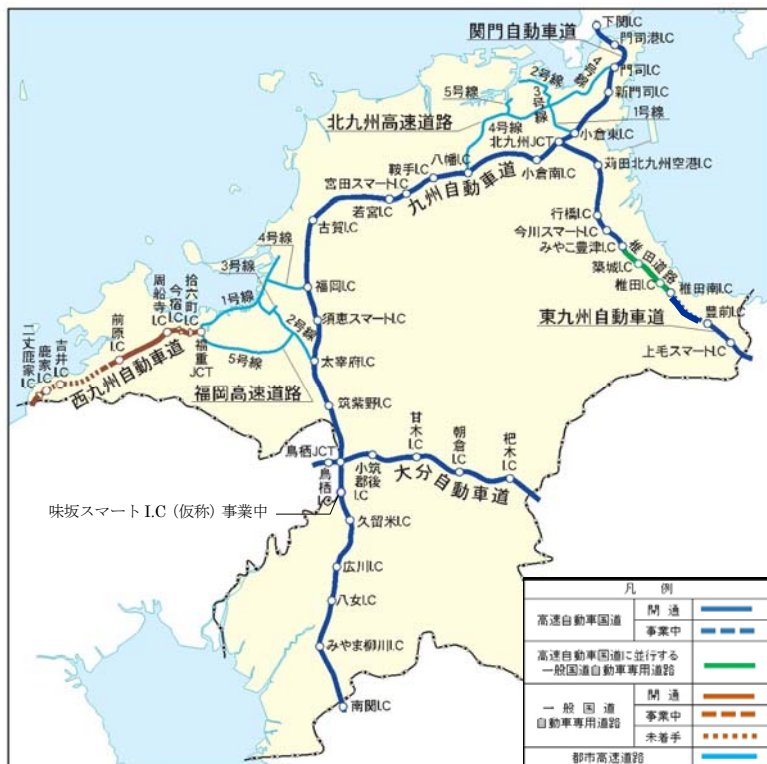 関門自動車道
下関I.C
門司港I.C
門司I.C
新門司I.C
4号線
2号線
3号線
5号線
1号線
北九州高速道路
4号線
小倉東I.C
北九州JCT
八幡I.C
鞍手I.C
小倉南I.C
苅田北九州空港I.C
宮田スマートI.C
九州自動車道
若宮I.C
古賀I.C
行橋I.C
今川スマートI.C
みやこ豊津I.C
椎田道路
築城I.C
椎田I.C
椎田南I.C
豊前I.C
東九州自動車道
上毛スマートI.C
4号線
3号線
福岡I.C
1号線
須恵スマートI.C
2号線
拾六町I.C
今宿I.C
周船寺I.C
前原I.C
吉井I.C
鹿家I.C
二丈鹿家I.C
福重JCT
5号線
西九州自動車道
福岡高速道路
太宰府I.C
筑紫野I.C
鳥栖JCT
鳥栖I.C
小郡筑後I.C
甘木I.C
朝倉I.C
杷木I.C
大分自動車道
味坂スマート I.C (仮称) 事業中
久留米I.C
広川I.C
八女I.C
みやま柳川I.C
南関I.C
凡 例
高速自動車国道
開 通
事業中
高速自動車国道に並行する
一般国道自動車専用道路
一般国道
自動車専用道路
開 通
事業中
未着手
都市高速道路